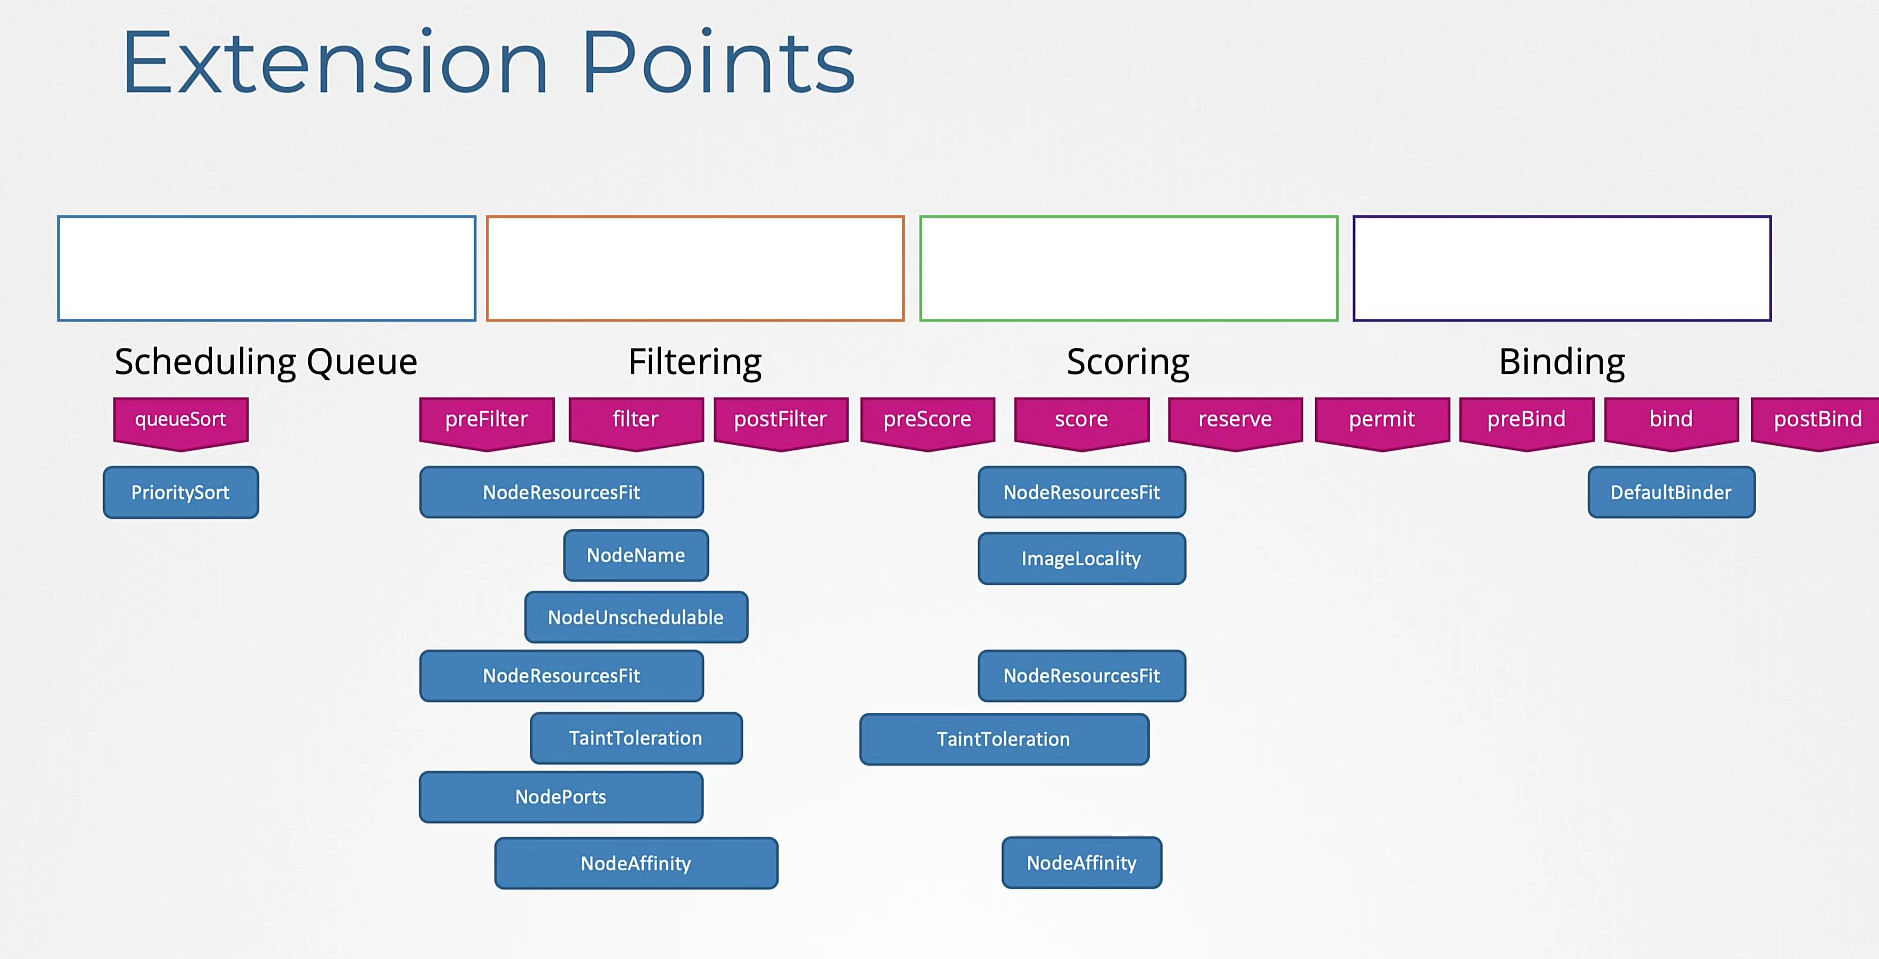 Extension Points
Scheduling Queue
Filtering
Scoring
Binding
queueSort
preFilter
filter
postFilter
preScore
score
reserve
permit
preBind
bind
postBind
PrioritySort
NodeResourcesFit
NodeResourcesFit
DefaultBinder
NodeName
ImageLocality
NodeUnschedulable
NodeResourcesFit
NodeResourcesFit
TaintToleration
TaintToleration
NodePorts
NodeAffinity
NodeAffinity